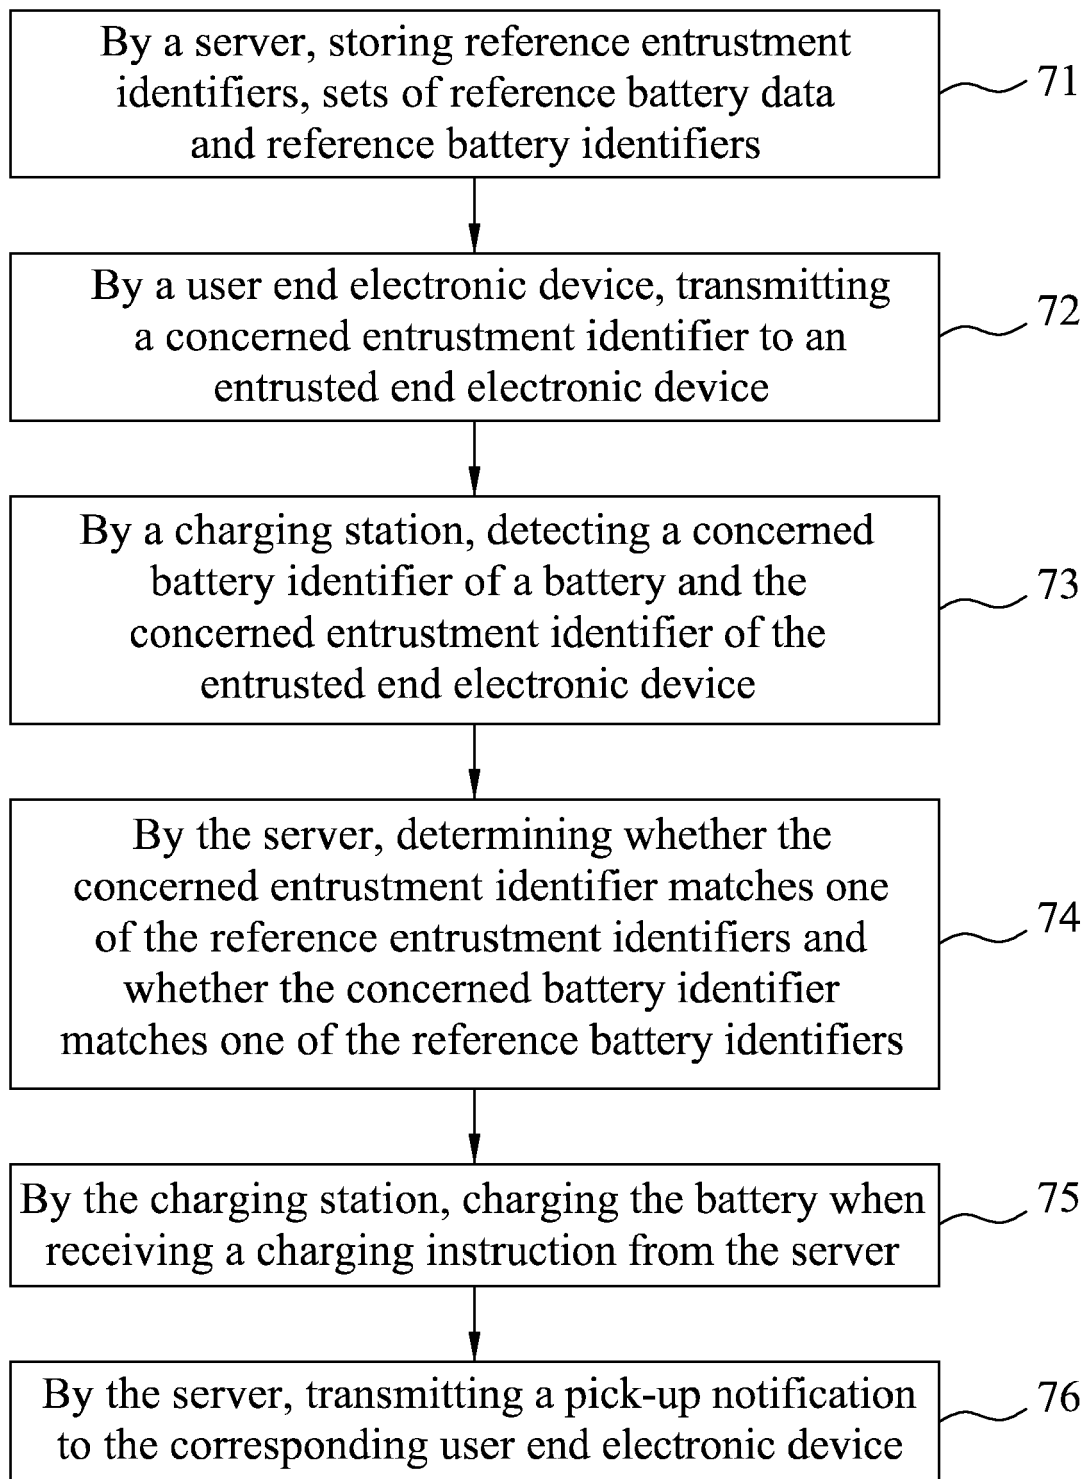 By a server, storing reference entrustment
identifiers, sets of reference battery data
and reference battery identifiers
71
By a user end electronic device, transmitting
a concerned entrustment identifier to an
entrusted end electronic device
72
By a charging station, detecting a concerned
battery identifier of a battery and the
concerned entrustment identifier of the
entrusted end electronic device
73
By the server, determining whether the
concerned entrustment identifier matches one
of the reference entrustment identifiers and
whether the concerned battery identifier
matches one of the reference battery identifiers
74
By the charging station, charging the battery when
receiving a charging instruction from the server
75
By the server, transmitting a pick-up notification
to the corresponding user end electronic device
76